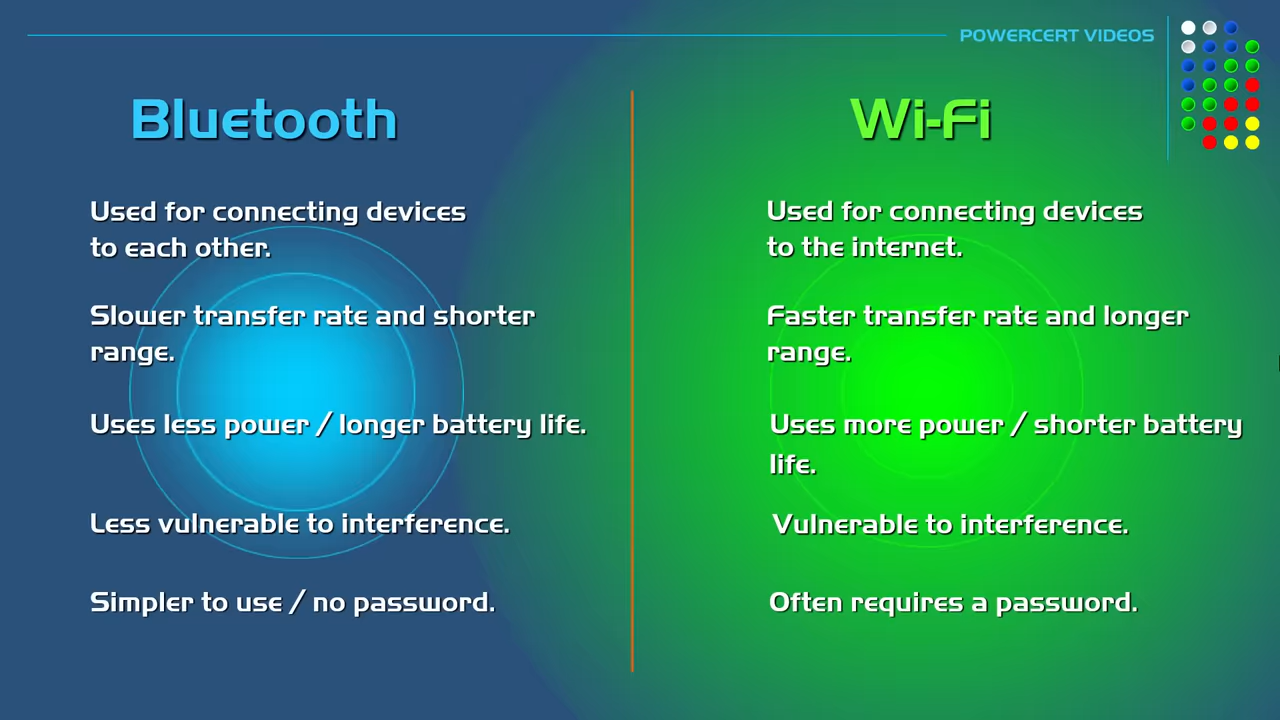 POWERCERT VIDEOS
Bluetooth
Used for connecting devices
to each other.
Slower transfer rate and shorter
range.
Uses less power / longer battery life.
Less vulnerable to interference.
Simpler to use / no password.
Wi-Fi
Used for connecting devices
to the internet.
Faster transfer rate and longer
range.
Uses more power / shorter battery
life.
Vulnerable to interference.
Often requires a password.